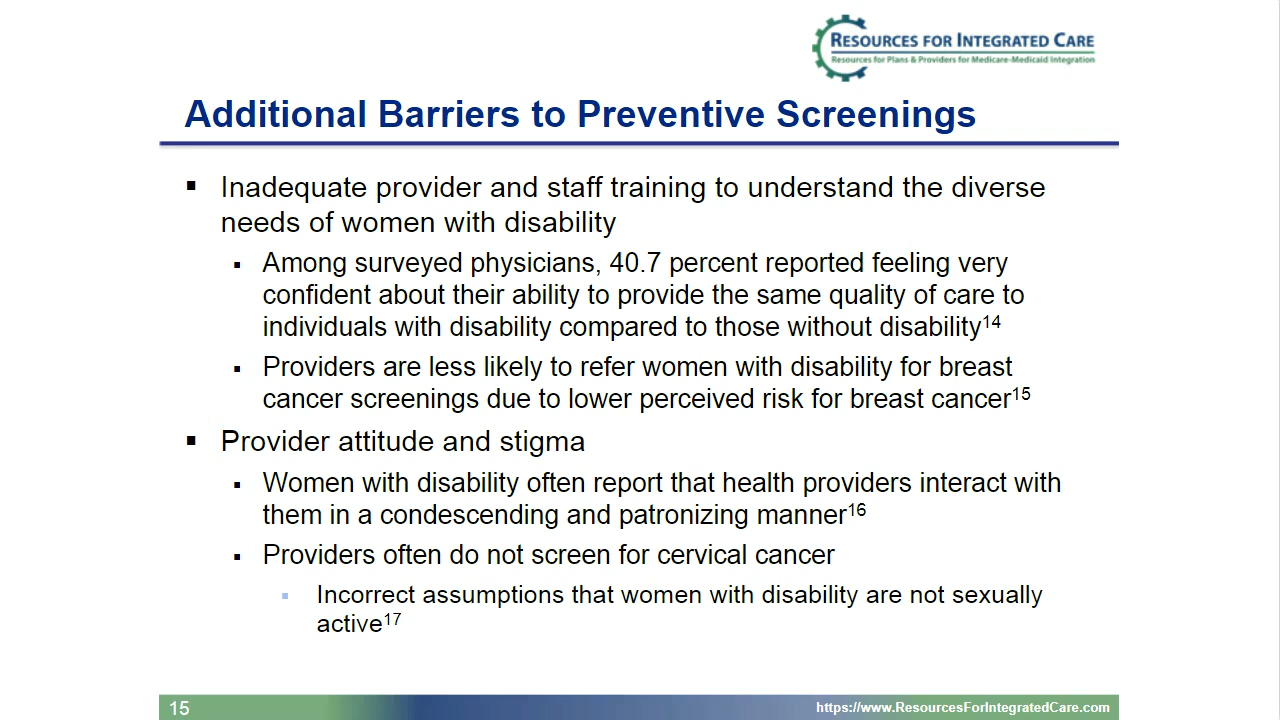 RESOURCES FOR INTEGRATED CARE
Resources for Plans & Providers for Medicare-Medicaid Integration
Additional Barriers to Preventive Screenings
▪ Inadequate provider and staff training to understand the diverse
needs of women with disability
▪ Among surveyed physicians, 40.7 percent reported feeling very
confident about their ability to provide the same quality of care to
individuals with disability compared to those without disability14
▪ Providers are less likely to refer women with disability for breast
cancer screenings due to lower perceived risk for breast cancer15
▪ Provider attitude and stigma
▪ Women with disability often report that health providers interact with
them in a condescending and patronizing manner16
▪ Providers often do not screen for cervical cancer
▪ Incorrect assumptions that women with disability are not sexually
active17
15
https://www.ResourcesForIntegratedCare.com